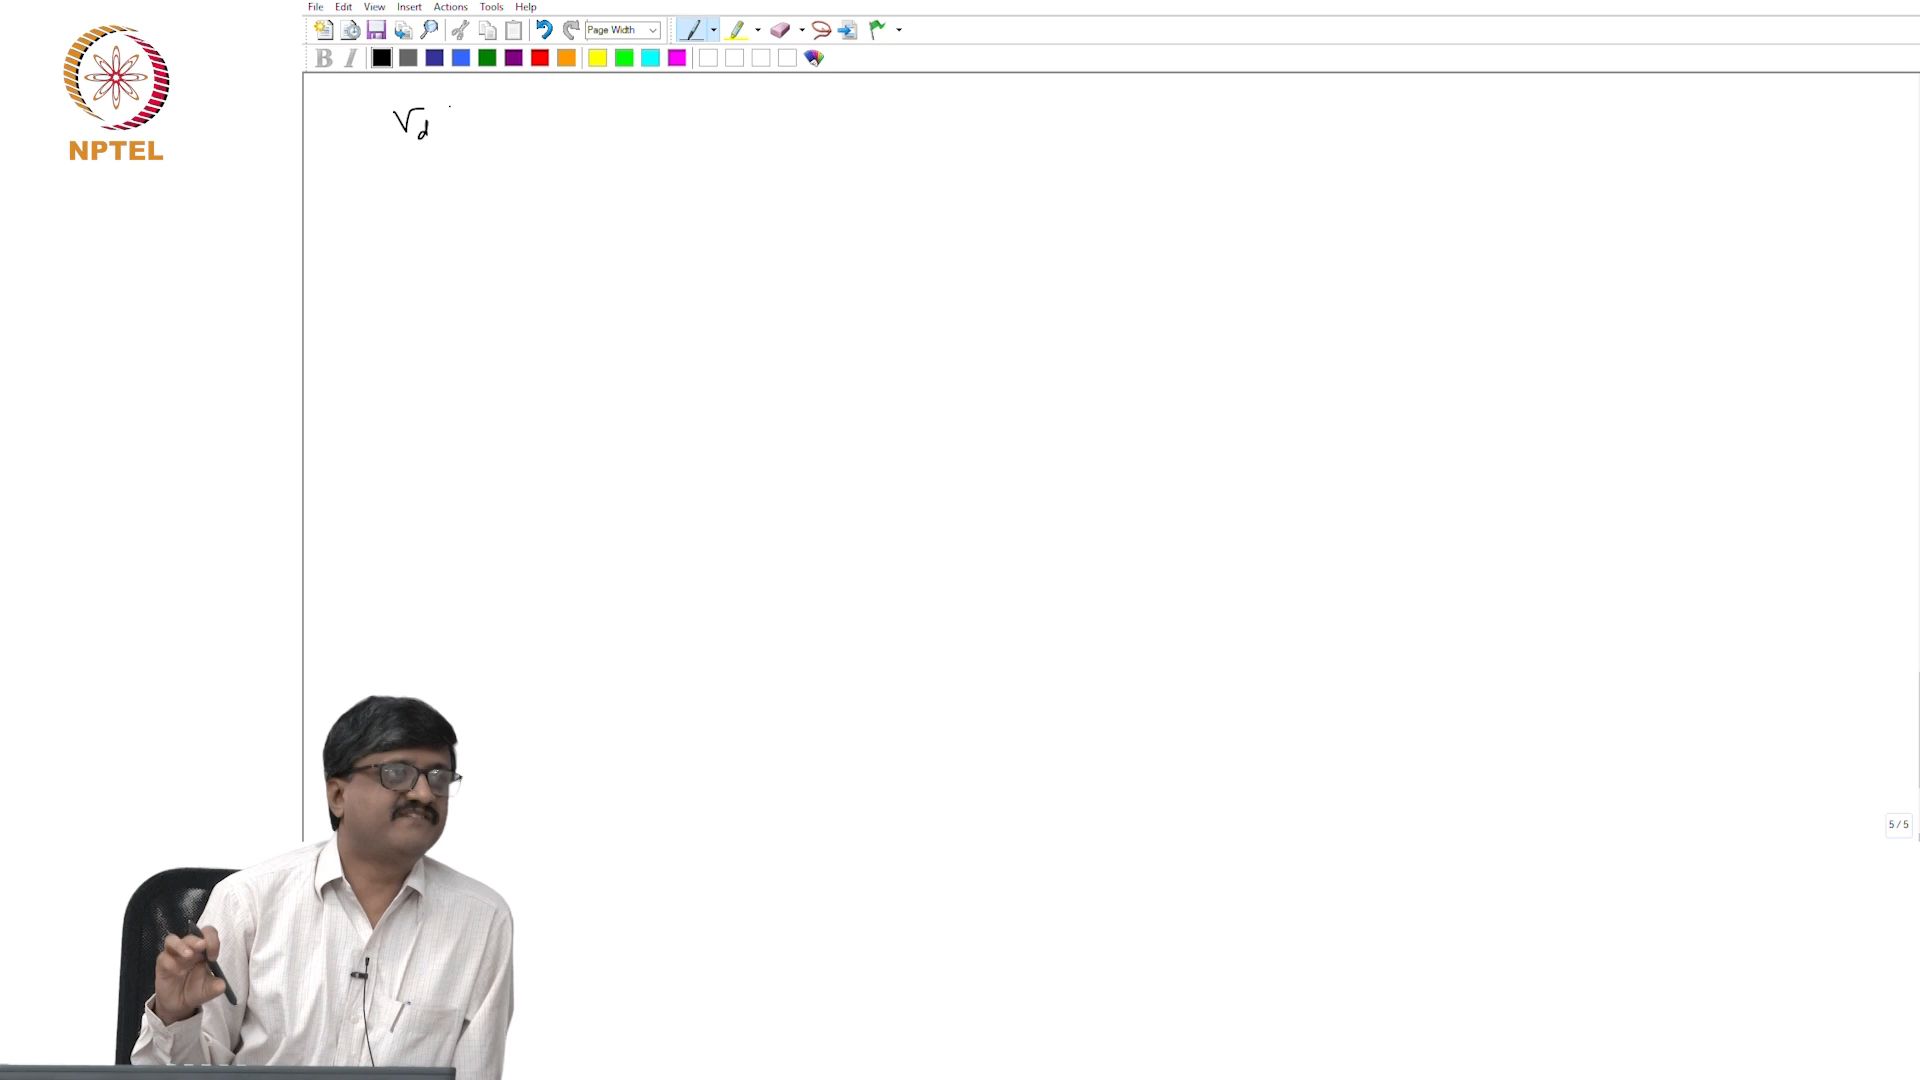 File Edit View Insert Actions Tools Help
Page Width
B I
V_d
NPTEL
5 / 5